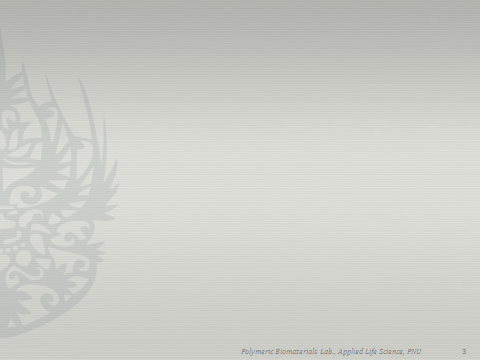 Polymeric Biomaterials Lab., Applied Life Science, PNU 3